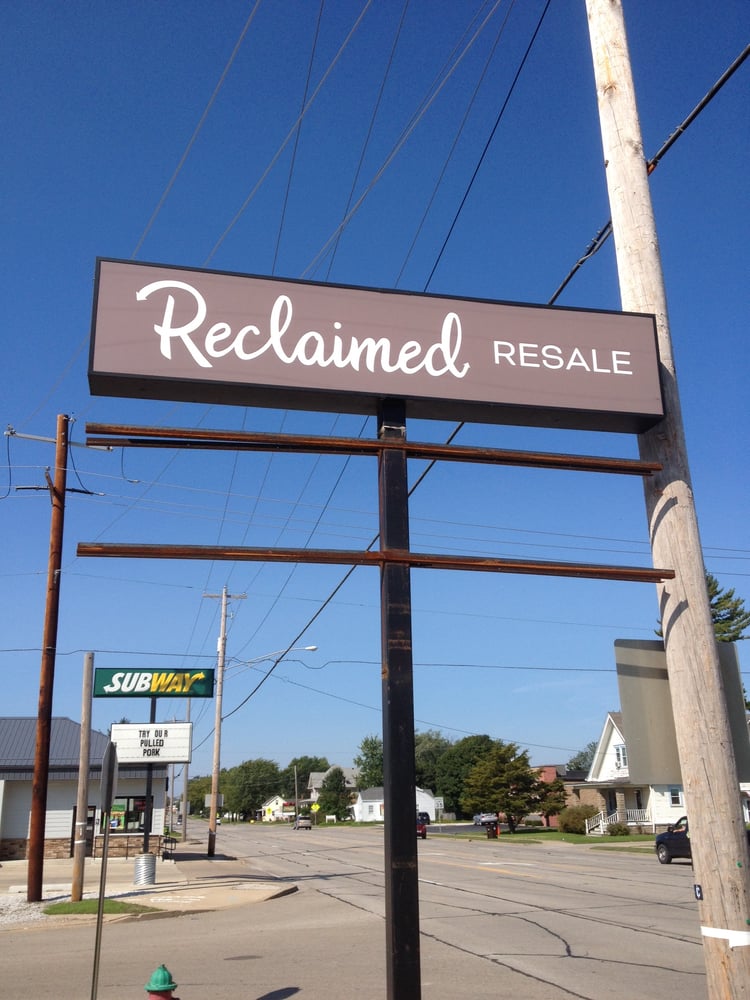 Reclaimed RESALE
SUBWAY
TRY OUR
PULLED
PORK